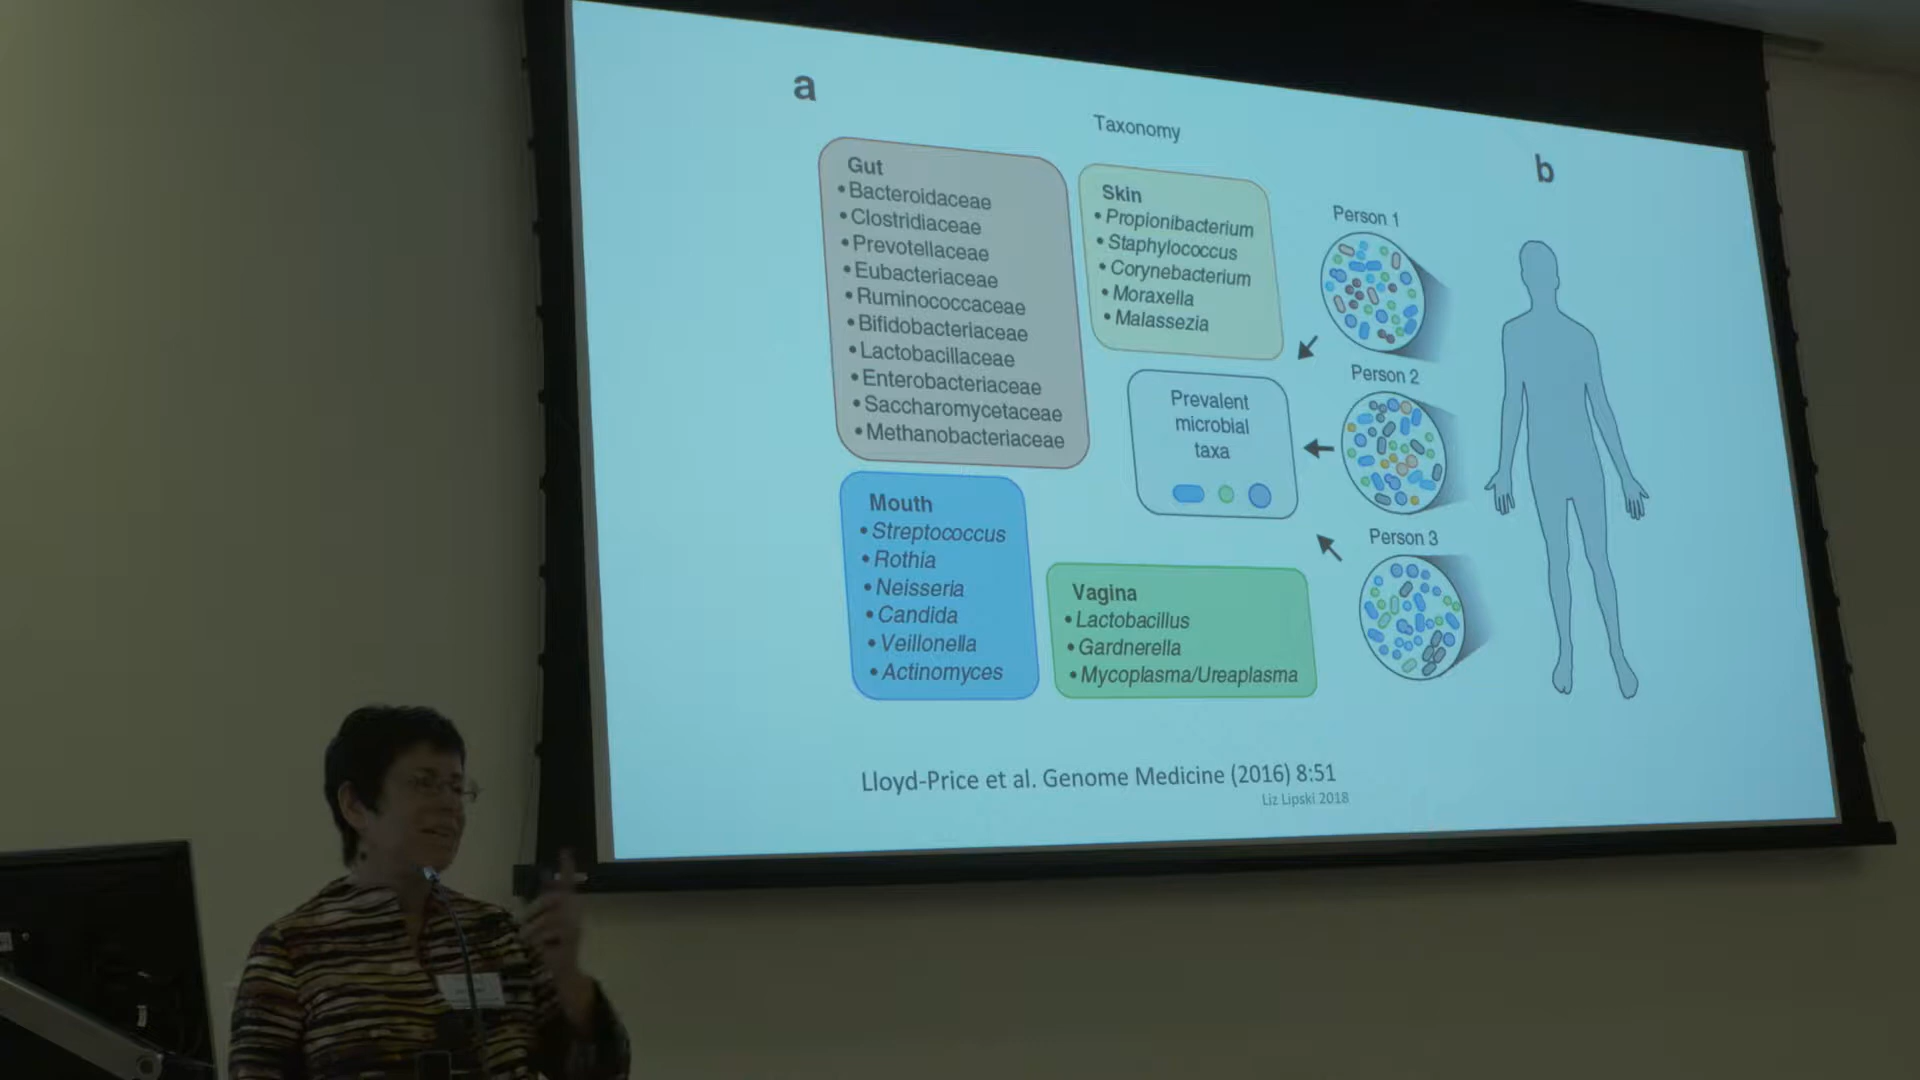 a
Taxonomy
b
Gut
• Bacteroidaceae
• Clostridiaceae
• Prevotellaceae
• Eubacteriaceae
• Ruminococcaceae
• Bifidobacteriaceae
• Lactobacillaceae
• Enterobacteriaceae
• Saccharomycetaceae
• Methanobacteriaceae
Skin
• Propionibacterium
• Staphylococcus
• Corynebacterium
• Moraxella
• Malassezia
Person 1
Prevalent
microbial
taxa
Person 2
Mouth
• Streptococcus
• Rothia
• Neisseria
• Candida
• Veillonella
• Actinomyces
Vagina
• Lactobacillus
• Gardnerella
• Mycoplasma/Ureaplasma
Person 3
Lloyd-Price et al. Genome Medicine (2016) 8:51
Liz Lipski 2018